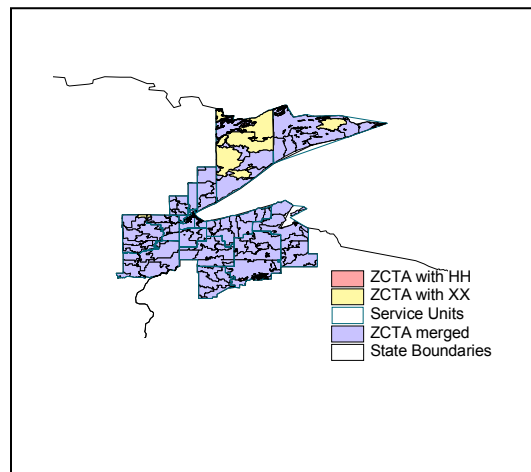 ZCTA with HH
ZCTA with XX
Service Units
ZCTA merged
State Boundaries